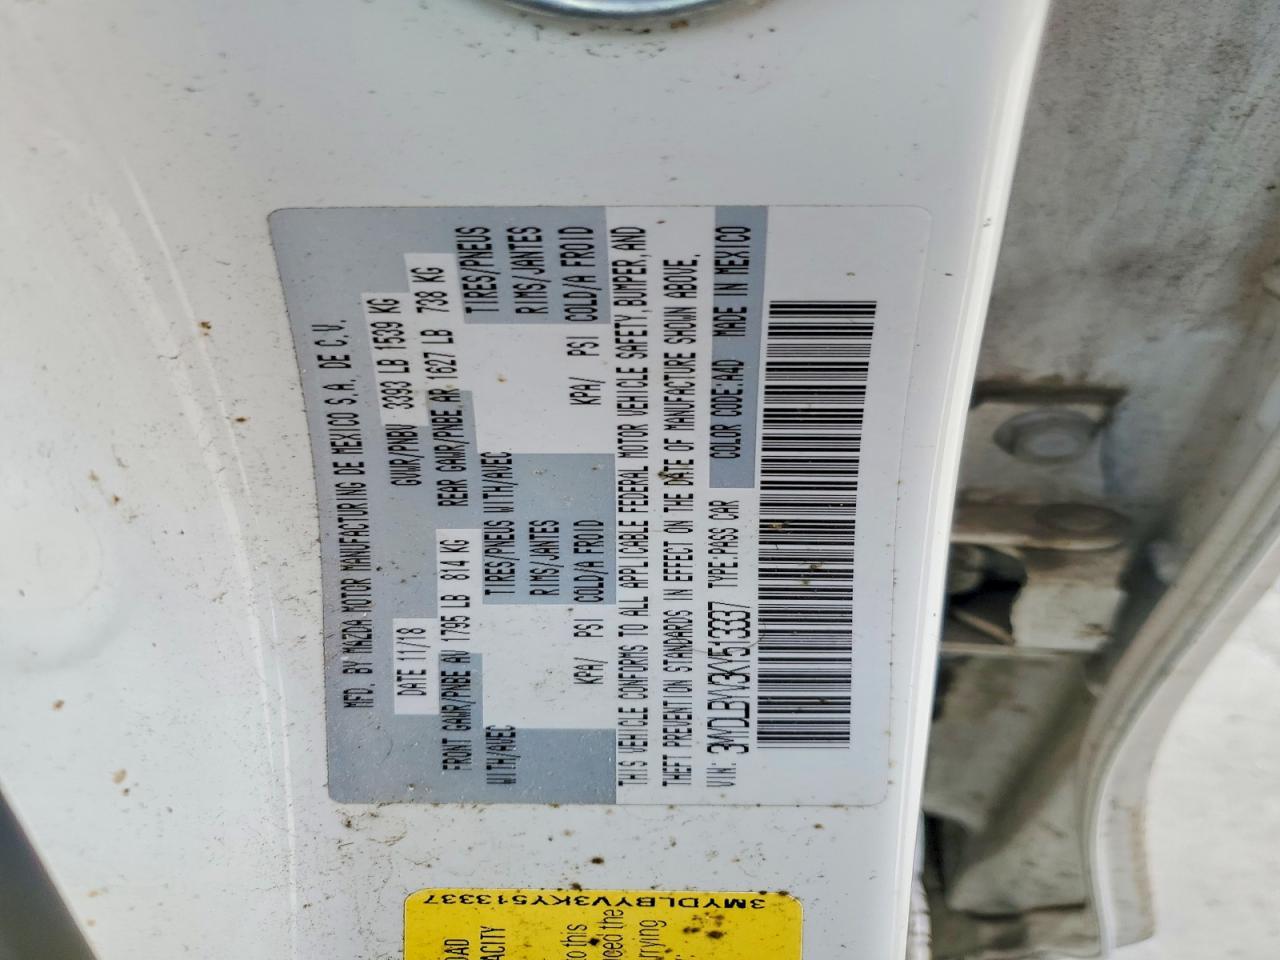 MFD. BY MAZDA MOTOR MANUFACTURING DE MEXICO S.A. DE C.V.
DATE 11/18 GVWR/PNBV 3393 LB 1539 KG
FRONT GAWR/PNBE AV 1795 LB 814 KG REAR GAWR/PNBE, AR 1627 LB 738 KG
WITH/AVEC TIRES/PNEUS WITH/AVEC TIRES/PNEUS
RIMS/JANTES RIMS/JANTES
KPA/ PSI COLD/A FROID KPA/ PSI COLD/A FROID
THIS VEHICLE CONFORMS TO ALL APPLICABLE FEDERAL MOTOR VEHICLE SAFETY, BUMPER, AND
THEFT PREVENTION STANDARDS IN EFFECT ON THE DATE OF MANUFACTURE SHOWN ABOVE.
VIN: 3MYDLBYV3KY513337 TYPE:PASS CAR COLOR CODE:A4D MADE IN MEXICO
3MYDLBYV3KY513337
ACITY
to this
the